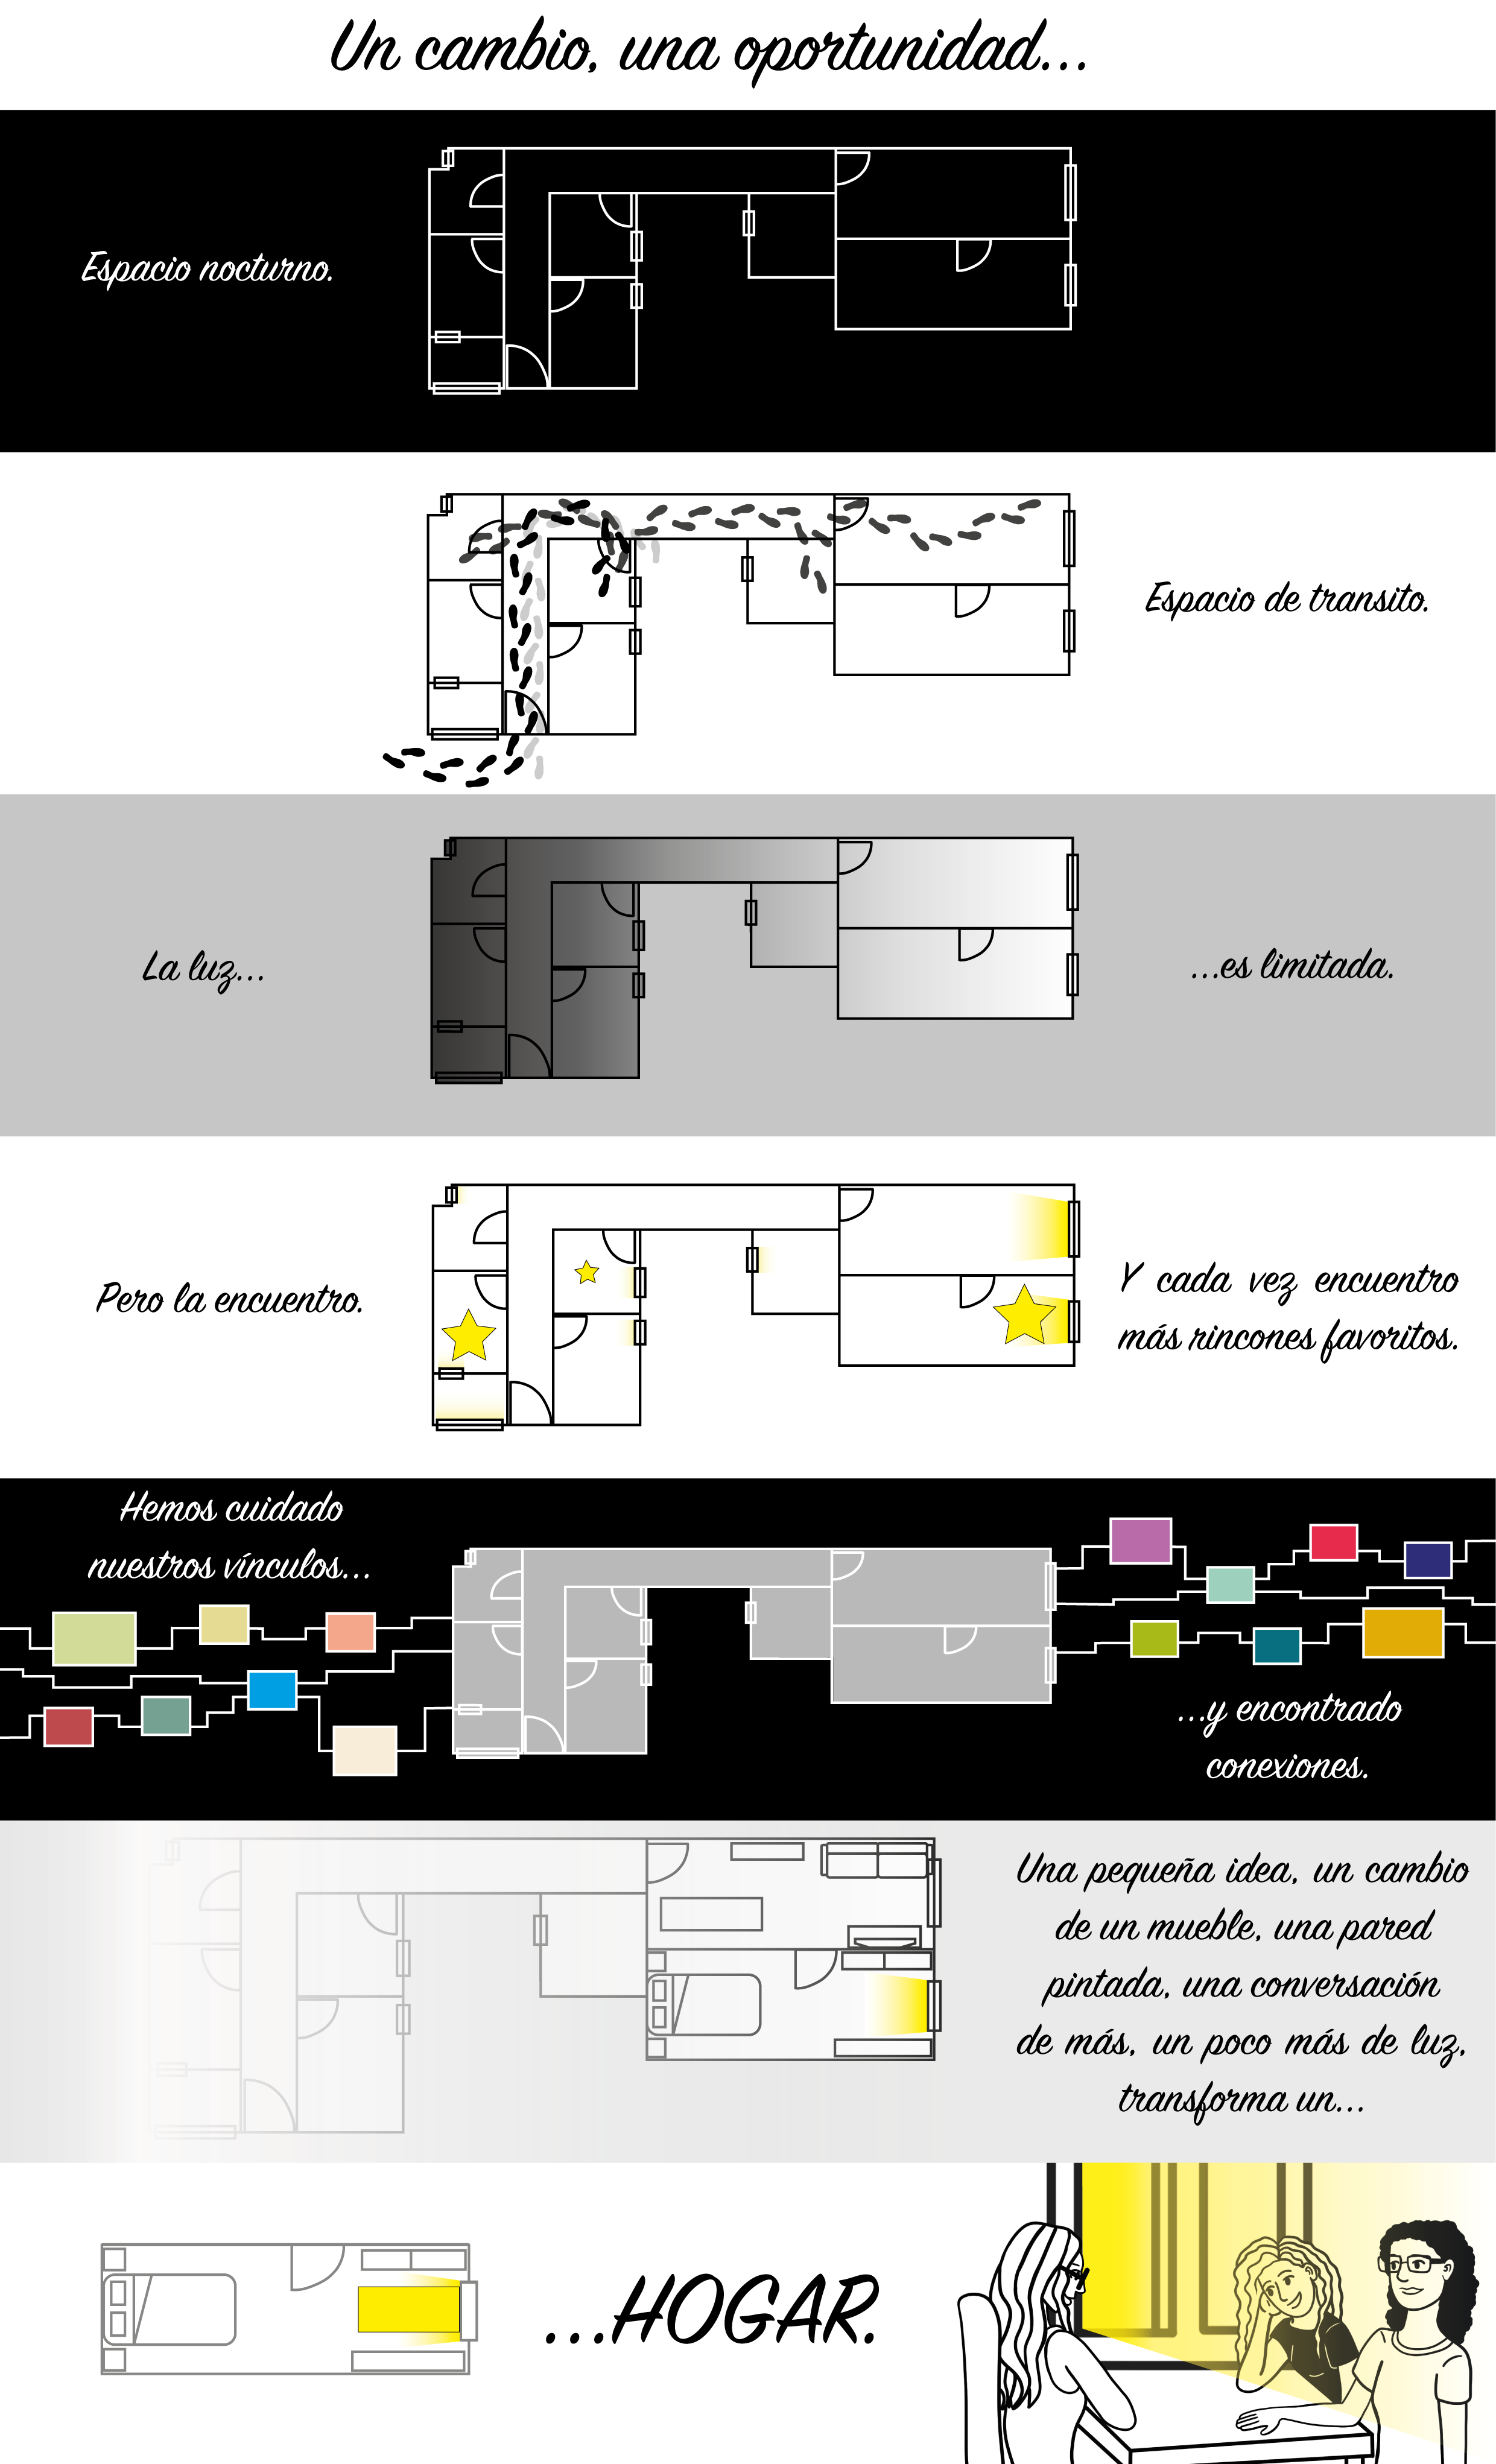 Un cambio, una oportunidad...
Espacio nocturno.
Espacio de transito.
La luz...
...es limitada.
Pero la encuentro.
Y cada vez encuentro
más rincones favoritos.
Hemos cuidado
nuestros vínculos...
...y encontrado
conexiones.
Una pequeña idea, un cambio
de un mueble, una pared
pintada, una conversación
de más, un poco más de luz,
transforma un...
...HOGAR.